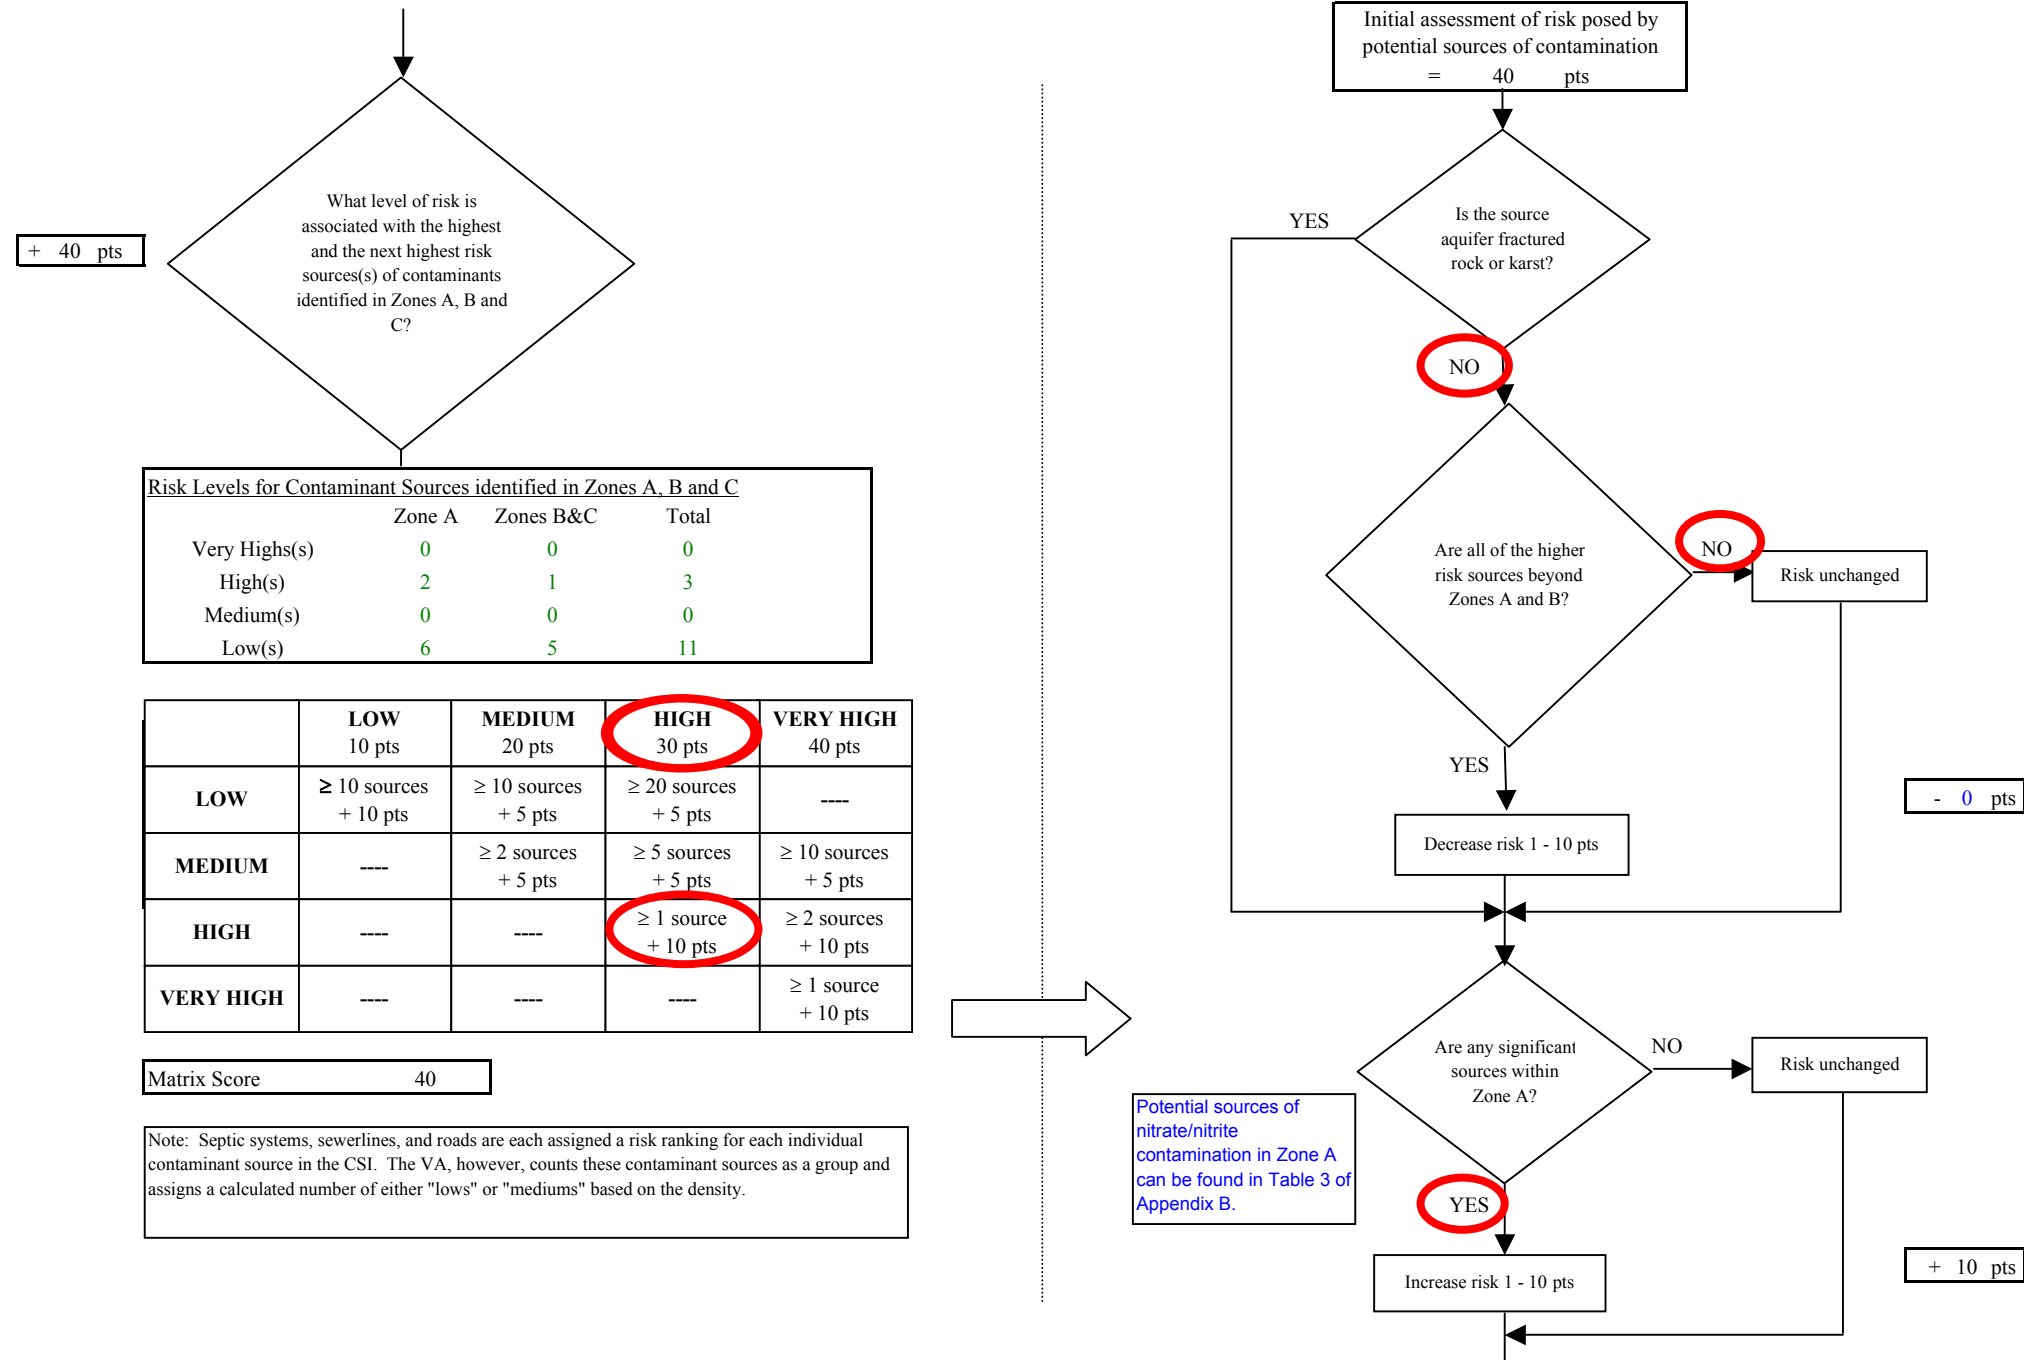 What level of risk is
associated with the highest
and the next highest risk
sources(s) of contaminants
identified in Zones A, B and
C?
+ 40 pts
Risk Levels for Contaminant Sources identified in Zones A, B and C
Zone A Zones B&C Total
Very Highs(s) 0 0 0
High(s) 2 1 3
Medium(s) 0 0 0
Low(s) 6 5 11
LOW MEDIUM HIGH VERY HIGH
10 pts 20 pts 30 pts 40 pts
LOW ≥ 10 sources ≥ 10 sources ≥ 20 sources ----
+ 10 pts + 5 pts + 5 pts
MEDIUM ---- ≥ 2 sources ≥ 5 sources ≥ 10 sources
+ 5 pts + 5 pts + 5 pts
HIGH ---- ---- ≥ 1 source ≥ 2 sources
+ 10 pts + 10 pts
VERY HIGH ---- ---- ---- ≥ 1 source
+ 10 pts
Matrix Score 40
Note: Septic systems, sewerlines, and roads are each assigned a risk ranking for each individual
contaminant source in the CSI. The VA, however, counts these contaminant sources as a group and
assigns a calculated number of either "lows" or "mediums" based on the density.
Initial assessment of risk posed by
potential sources of contamination
= 40 pts
Is the source
aquifer fractured
rock or karst?
YES
NO
Are all of the higher
risk sources beyond
Zones A and B?
NO
Risk unchanged
YES
- 0 pts
Decrease risk 1 - 10 pts
Are any significant
sources within
Zone A?
NO
Risk unchanged
Potential sources of
nitrate/nitrite
contamination in Zone A
can be found in Table 3 of
Appendix B.
YES
Increase risk 1 - 10 pts
+ 10 pts